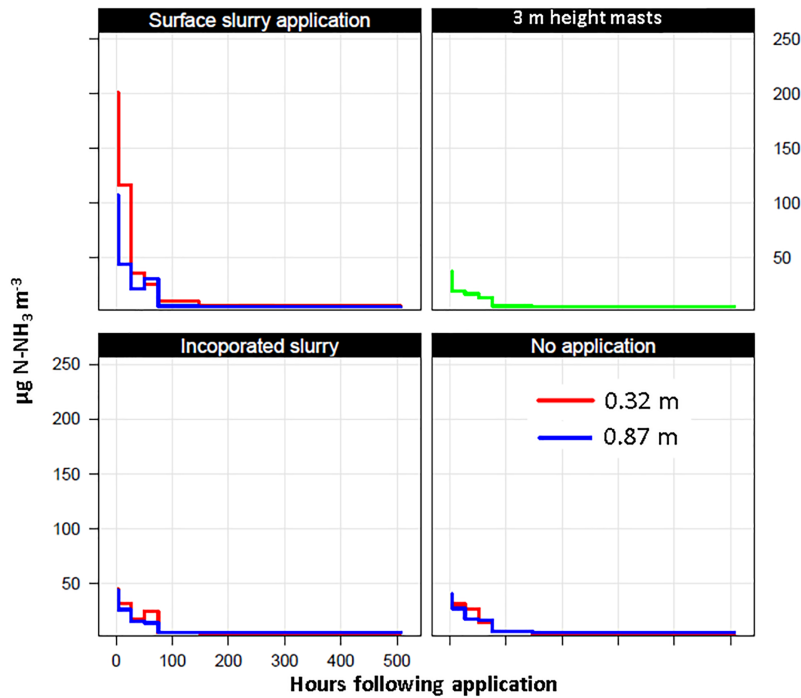 Surface slurry application
3 m height masts
250
200
150
100
50
µg N-NH3 m-3
Incoporated slurry
No application
250
200
150
100
50
0.32 m
0.87 m
0 100 200 300 400 500
Hours following application